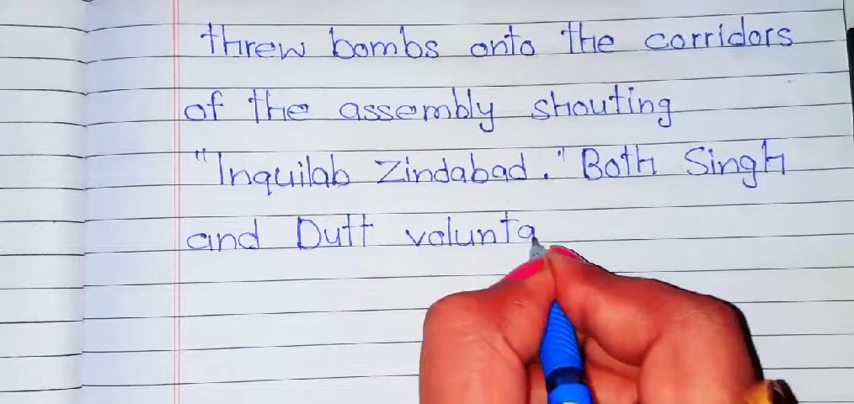 threw bombs onto the corridors
of the assembly shouting
"Inquilab Zindabad." Both Singh
and Dutt volunta